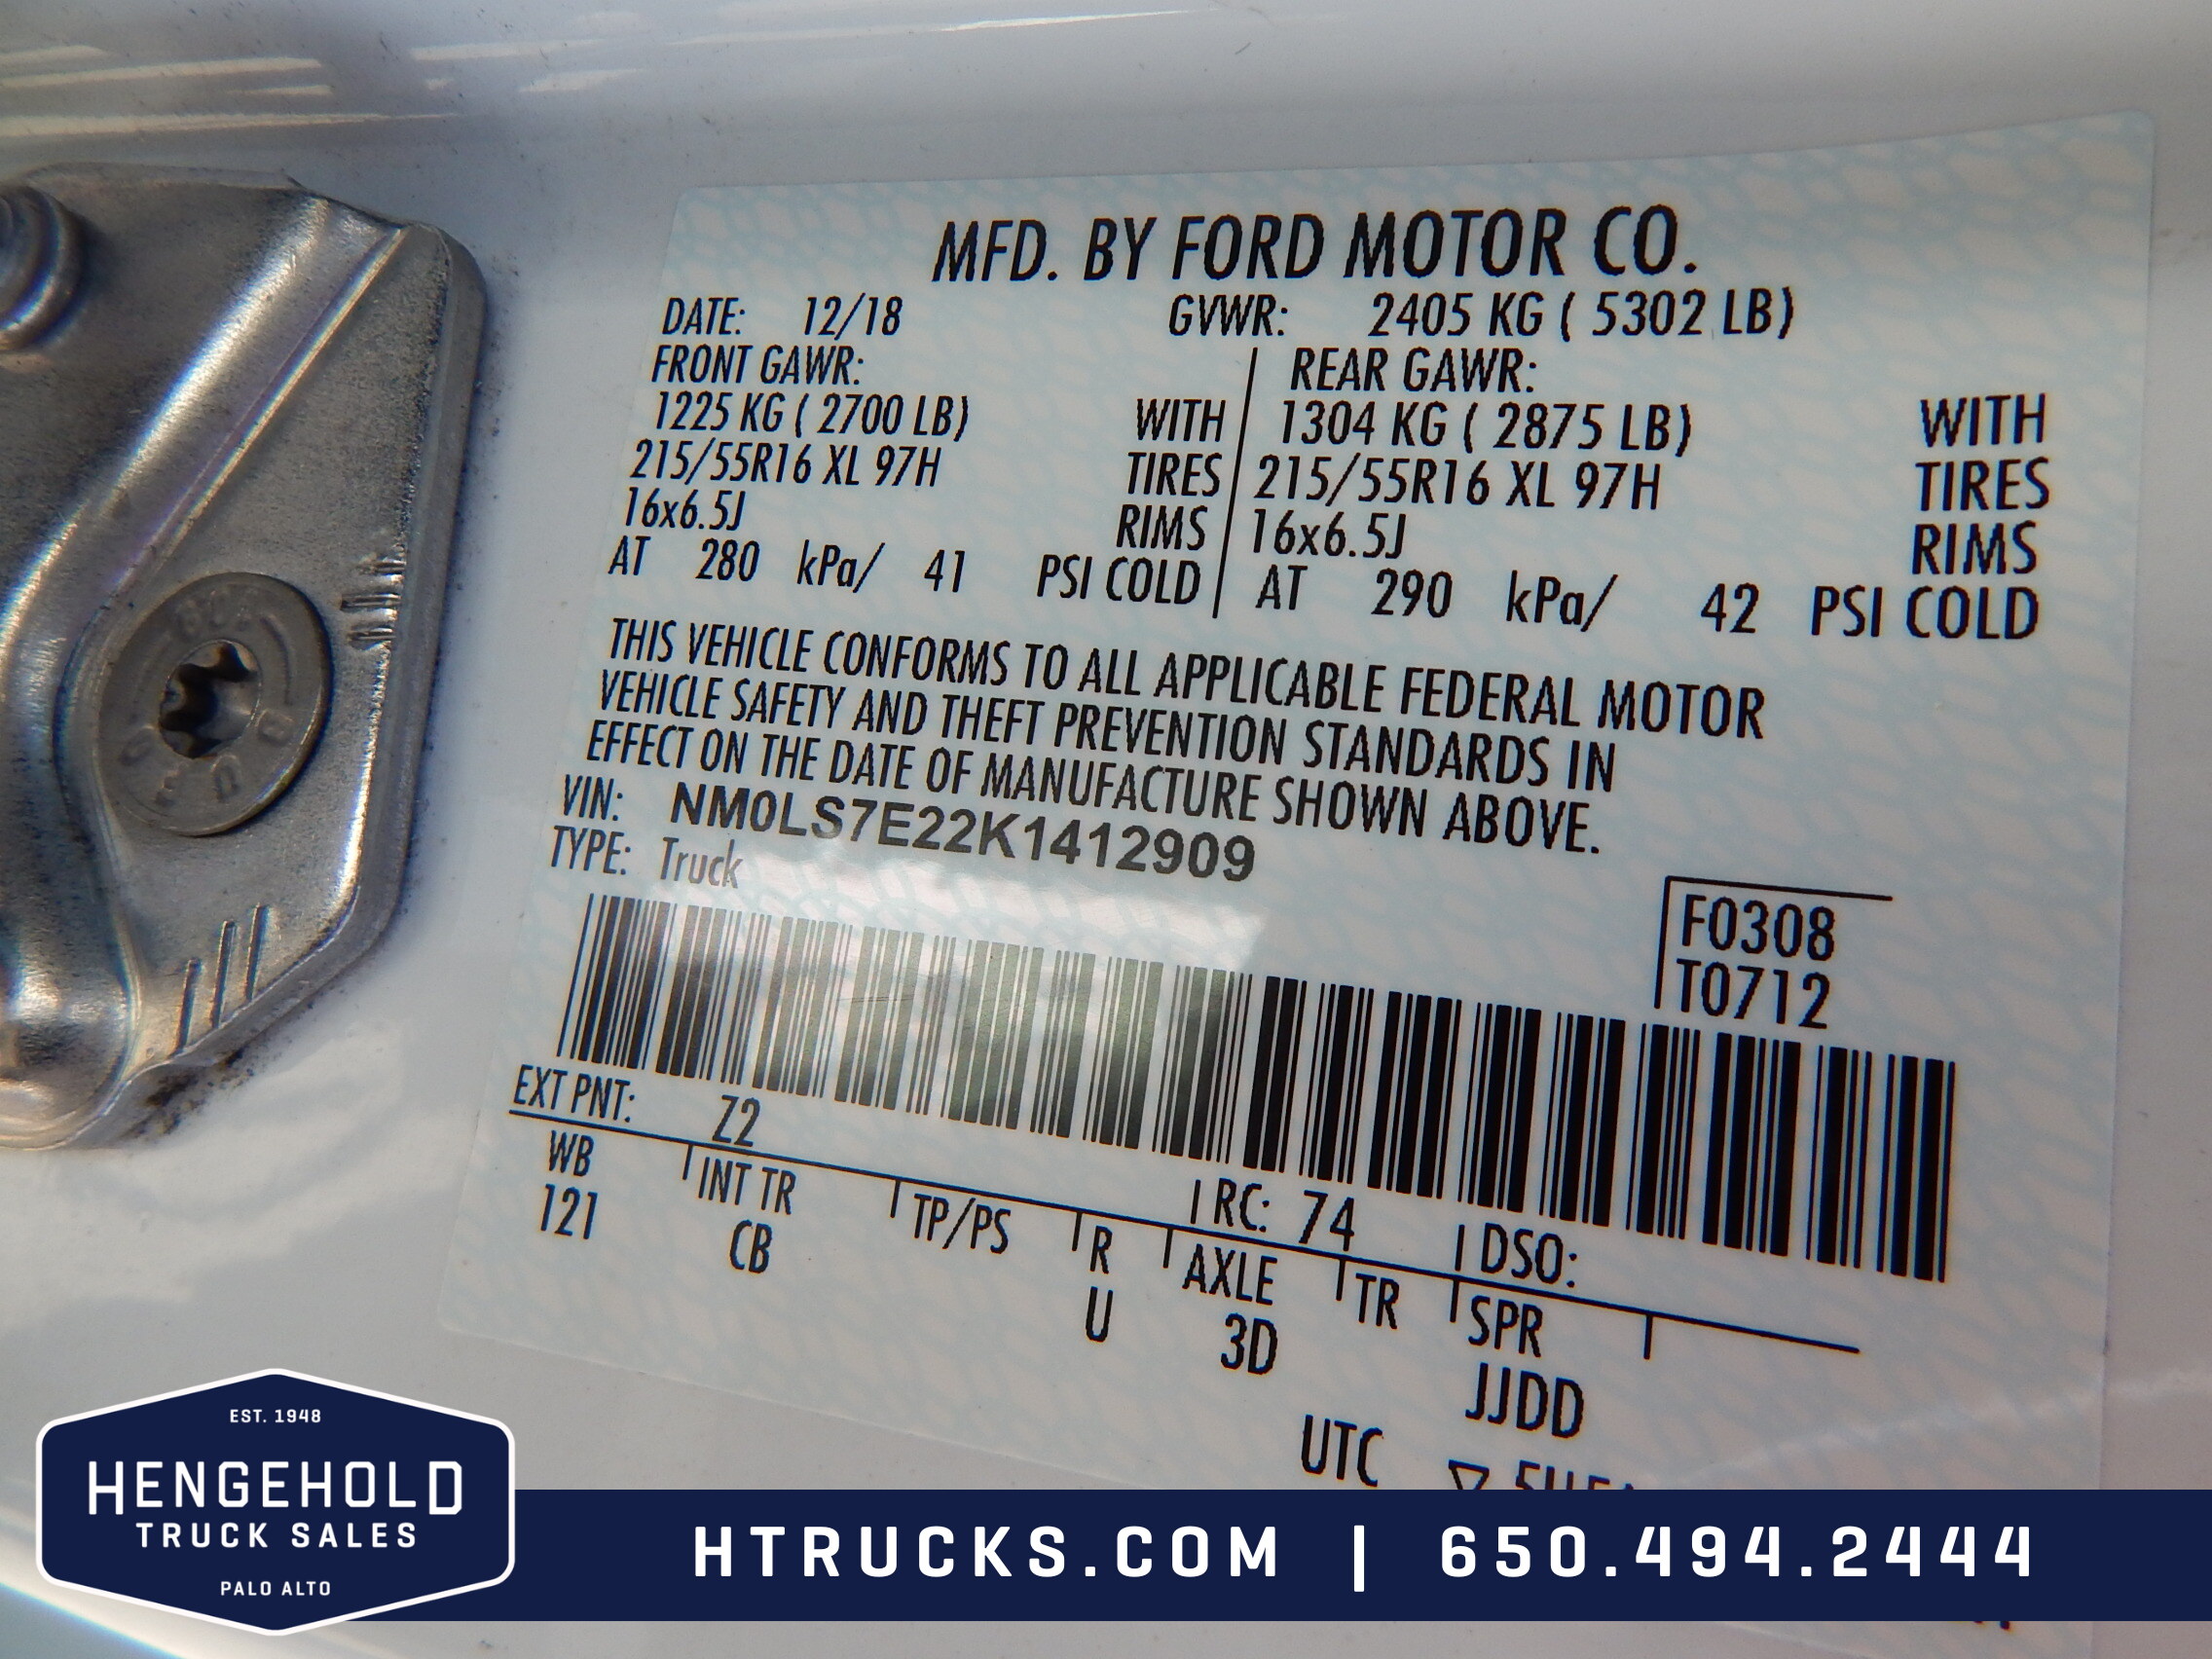 MFD. BY FORD MOTOR CO.
DATE: 12/18 GVWR: 2405 KG ( 5302 LB)
FRONT GAWR: REAR GAWR:
1225 KG ( 2700 LB) WITH 1304 KG ( 2875 LB) WITH
215/55R16 XL 97H TIRES 215/55R16 XL 97H TIRES
16x6.5J RIMS 16x6.5J RIMS
AT 280 kPa/ 41 PSI COLD AT 290 kPa/ 42 PSI COLD
THIS VEHICLE CONFORMS TO ALL APPLICABLE FEDERAL MOTOR
VEHICLE SAFETY AND THEFT PREVENTION STANDARDS IN
EFFECT ON THE DATE OF MANUFACTURE SHOWN ABOVE.
VIN: NM0LS7E22K1412909
TYPE: Truck
F0308
T0712
EXT PNT: Z2 RC: 74 DSO:
WB INT TR TP/PS R AXLE TR SPR
121 CB U 3D JJDD
UTC
EST. 1948
HENGEHOLD
TRUCK SALES
PALO ALTO
HTRUCKS.COM | 650.494.2444